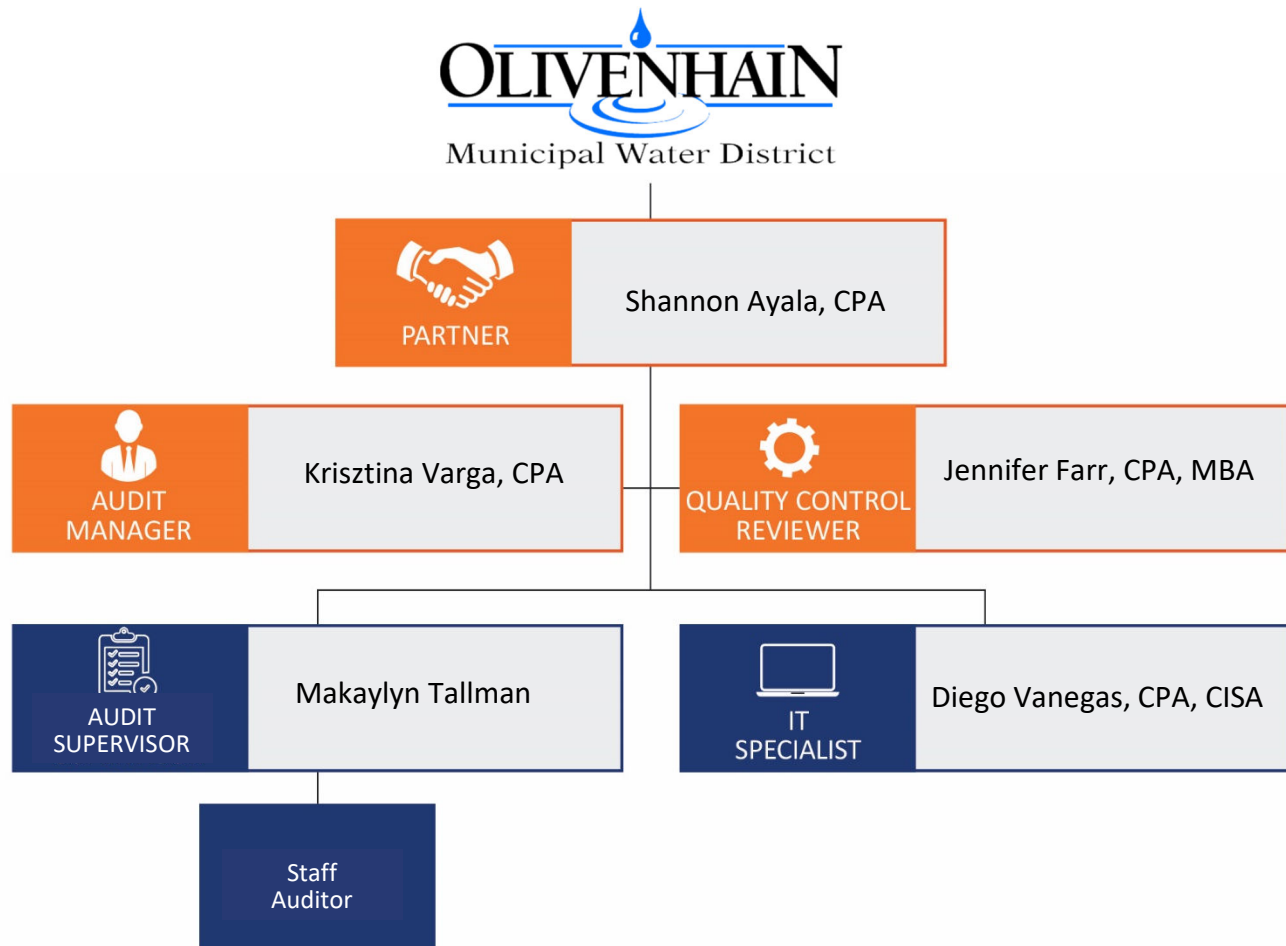 OLIVENHAIN
Municipal Water District
PARTNER
Shannon Ayala, CPA
AUDIT
MANAGER
Krisztina Varga, CPA
QUALITY CONTROL
REVIEWER
Jennifer Farr, CPA, MBA
AUDIT
SUPERVISOR
Makaylyn Tallman
IT
SPECIALIST
Diego Vanegas, CPA, CISA
Staff
Auditor